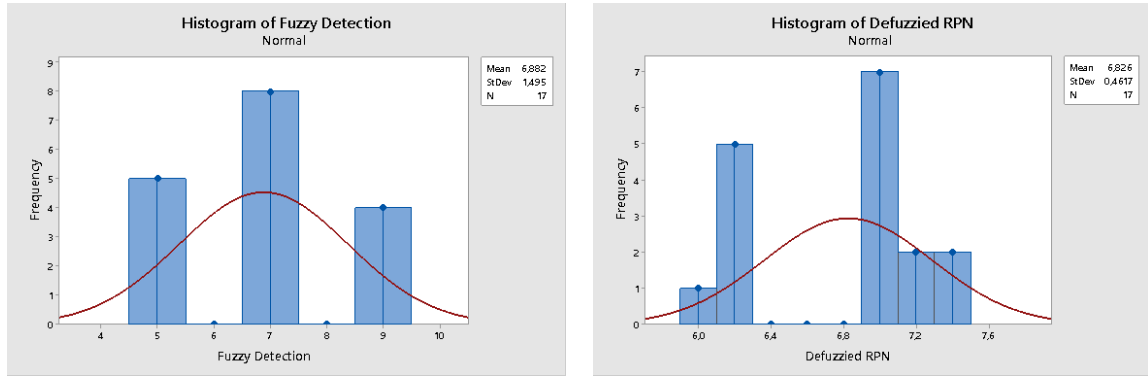 Histogram of Fuzzy Detection
Normal
Mean 6,882
StDev 1,495
N 17
9
8
7
6
5
4
3
2
1
0
Frequency
4 5 6 7 8 9 10
Fuzzy Detection
Histogram of Defuzzied RPN
Normal
Mean 6,826
StDev 0,4617
N 17
7
6
5
4
3
2
1
0
Frequency
6,0 6,4 6,8 7,2 7,6
Defuzzied RPN